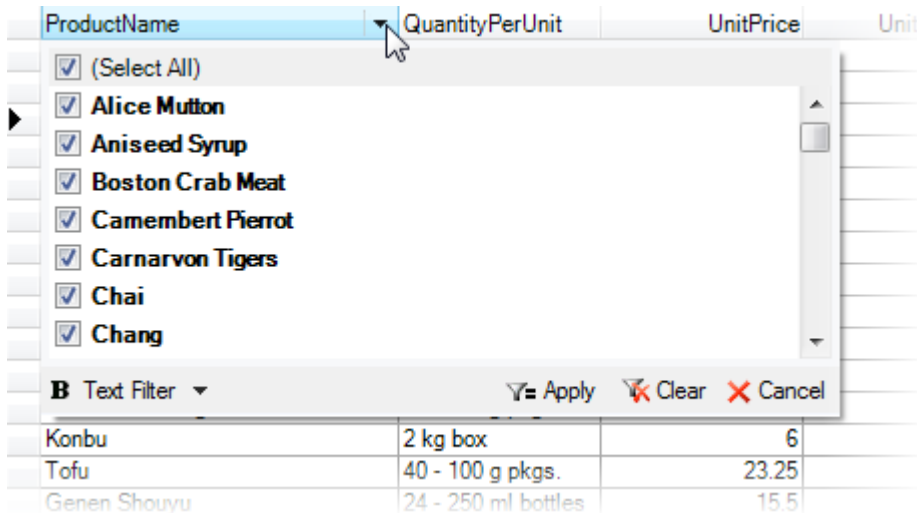 ProductName QuantityPerUnit UnitPrice Unit
(Select All)
Alice Mutton
Aniseed Syrup
Boston Crab Meat
Camembert Pierrot
Carnarvon Tigers
Chai
Chang
B Text Filter Apply Clear Cancel
Konbu 2 kg box 6
Tofu 40 - 100 g pkgs. 23.25
Genen Shouyu 24 - 250 ml bottles 15.5